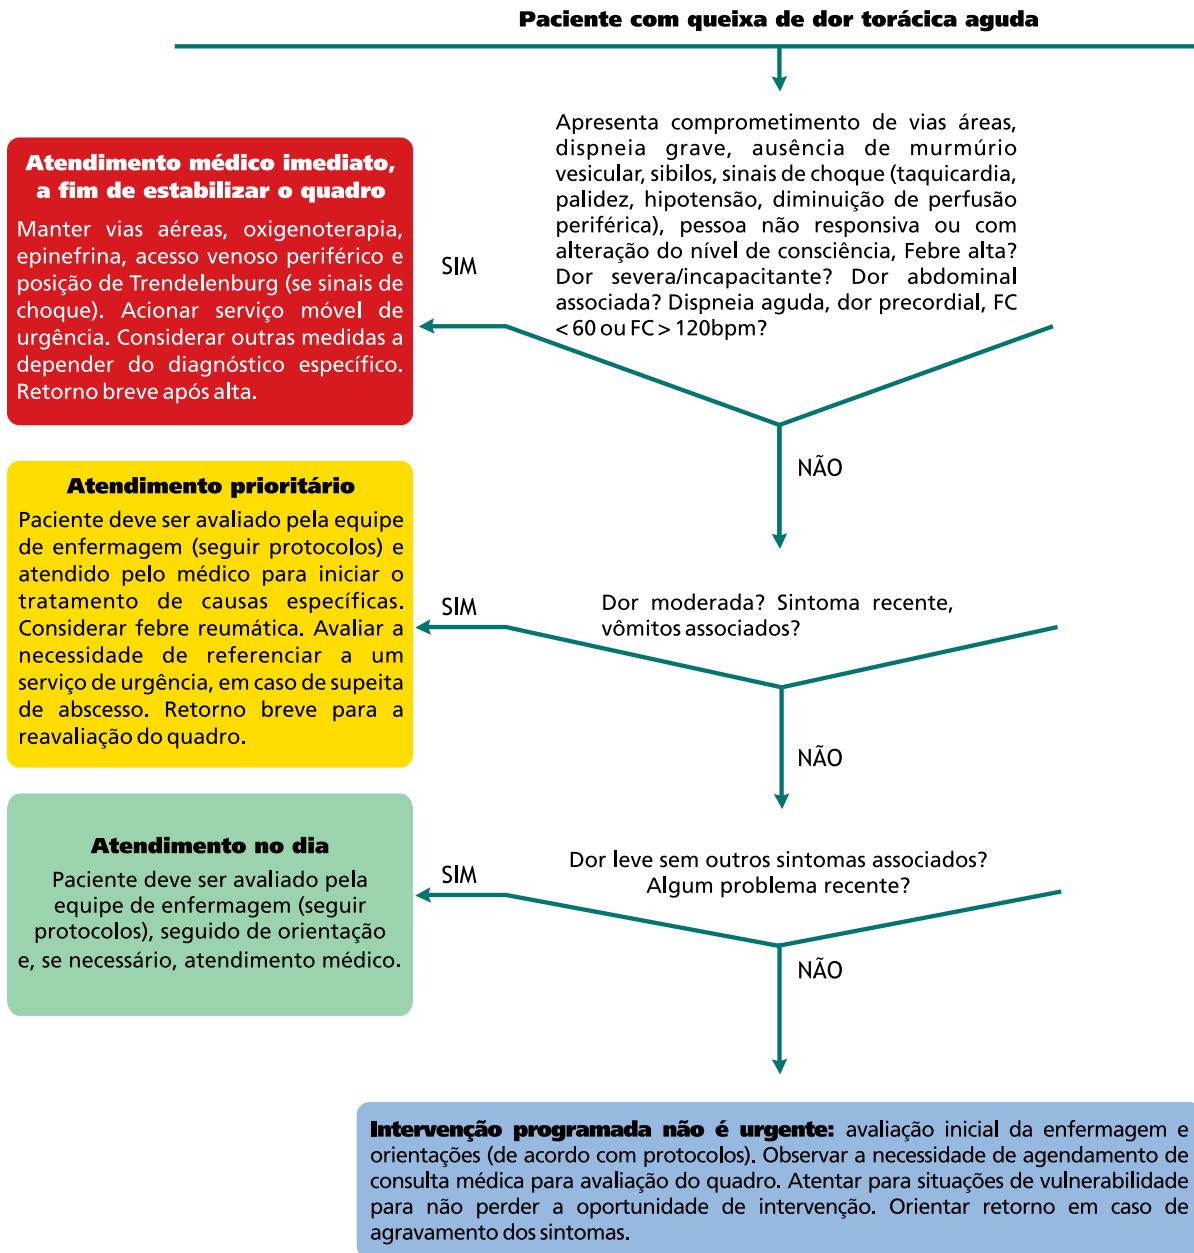 Paciente com queixa de dor torácica aguda
Apresenta comprometimento de vias áreas,
dispneia grave, ausência de murmúrio
vesicular, sibilos, sinais de choque (taquicardia,
palidez, hipotensão, diminuição de perfusão
periférica), pessoa não responsiva ou com
alteração do nível de consciência, Febre alta?
Dor severa/incapacitante? Dor abdominal
associada? Dispneia aguda, dor precordial, FC
< 60 ou FC > 120bpm?
SIM
Atendimento médico imediato,
a fim de estabilizar o quadro
Manter vias aéreas, oxigenoterapia,
epinefrina, acesso venoso periférico e
posição de Trendelenburg (se sinais de
choque). Acionar serviço móvel de
urgência. Considerar outras medidas a
depender do diagnóstico específico.
Retorno breve após alta.
NÃO
Dor moderada? Sintoma recente,
vômitos associados?
SIM
Atendimento prioritário
Paciente deve ser avaliado pela equipe
de enfermagem (seguir protocolos) e
atendido pelo médico para iniciar o
tratamento de causas específicas.
Considerar febre reumática. Avaliar a
necessidade de referenciar a um
serviço de urgência, em caso de supeita
de abscesso. Retorno breve para a
reavaliação do quadro.
NÃO
Dor leve sem outros sintomas associados?
Algum problema recente?
SIM
Atendimento no dia
Paciente deve ser avaliado pela
equipe de enfermagem (seguir
protocolos), seguido de orientação
e, se necessário, atendimento médico.
NÃO
Intervenção programada não é urgente: avaliação inicial da enfermagem e
orientações (de acordo com protocolos). Observar a necessidade de agendamento de
consulta médica para avaliação do quadro. Atentar para situações de vulnerabilidade
para não perder a oportunidade de intervenção. Orientar retorno em caso de
agravamento dos sintomas.